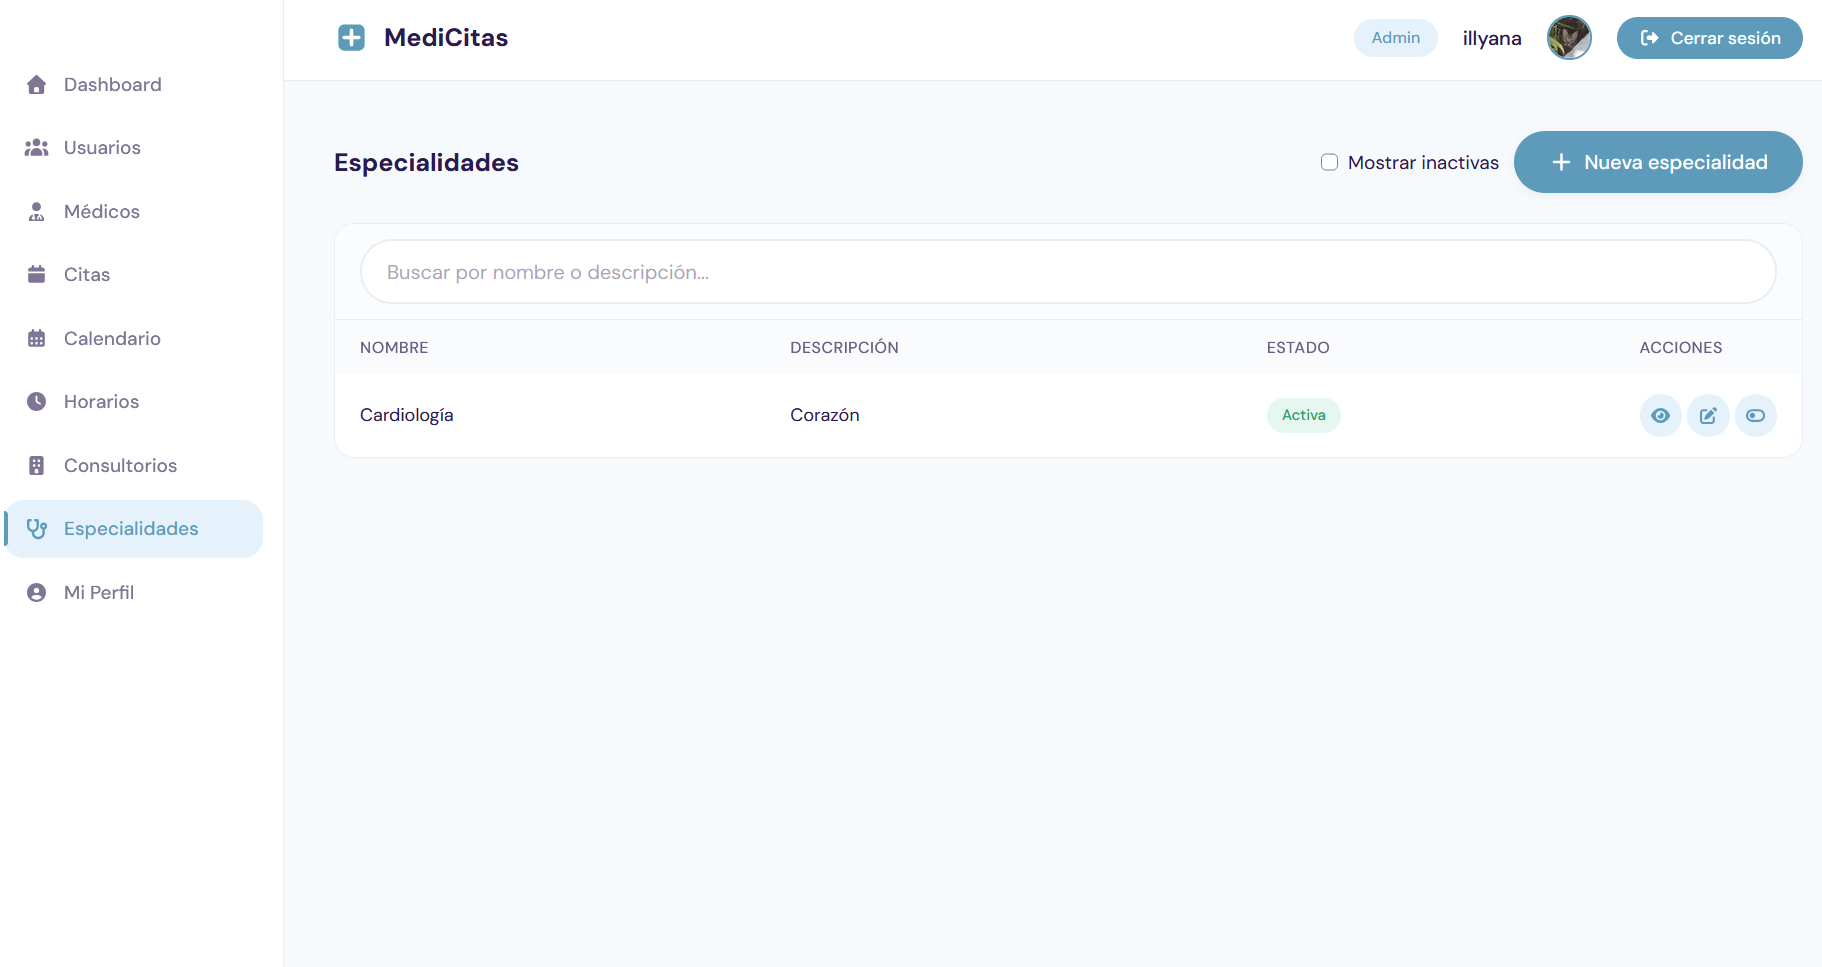 MediCitas
Admin
illyana
Cerrar sesión
Dashboard
Usuarios
Médicos
Citas
Calendario
Horarios
Consultorios
Especialidades
Mi Perfil
Especialidades
Mostrar inactivas
Nueva especialidad
Buscar por nombre o descripción...
NOMBRE DESCRIPCIÓN ESTADO ACCIONES
Cardiología Corazón Activa